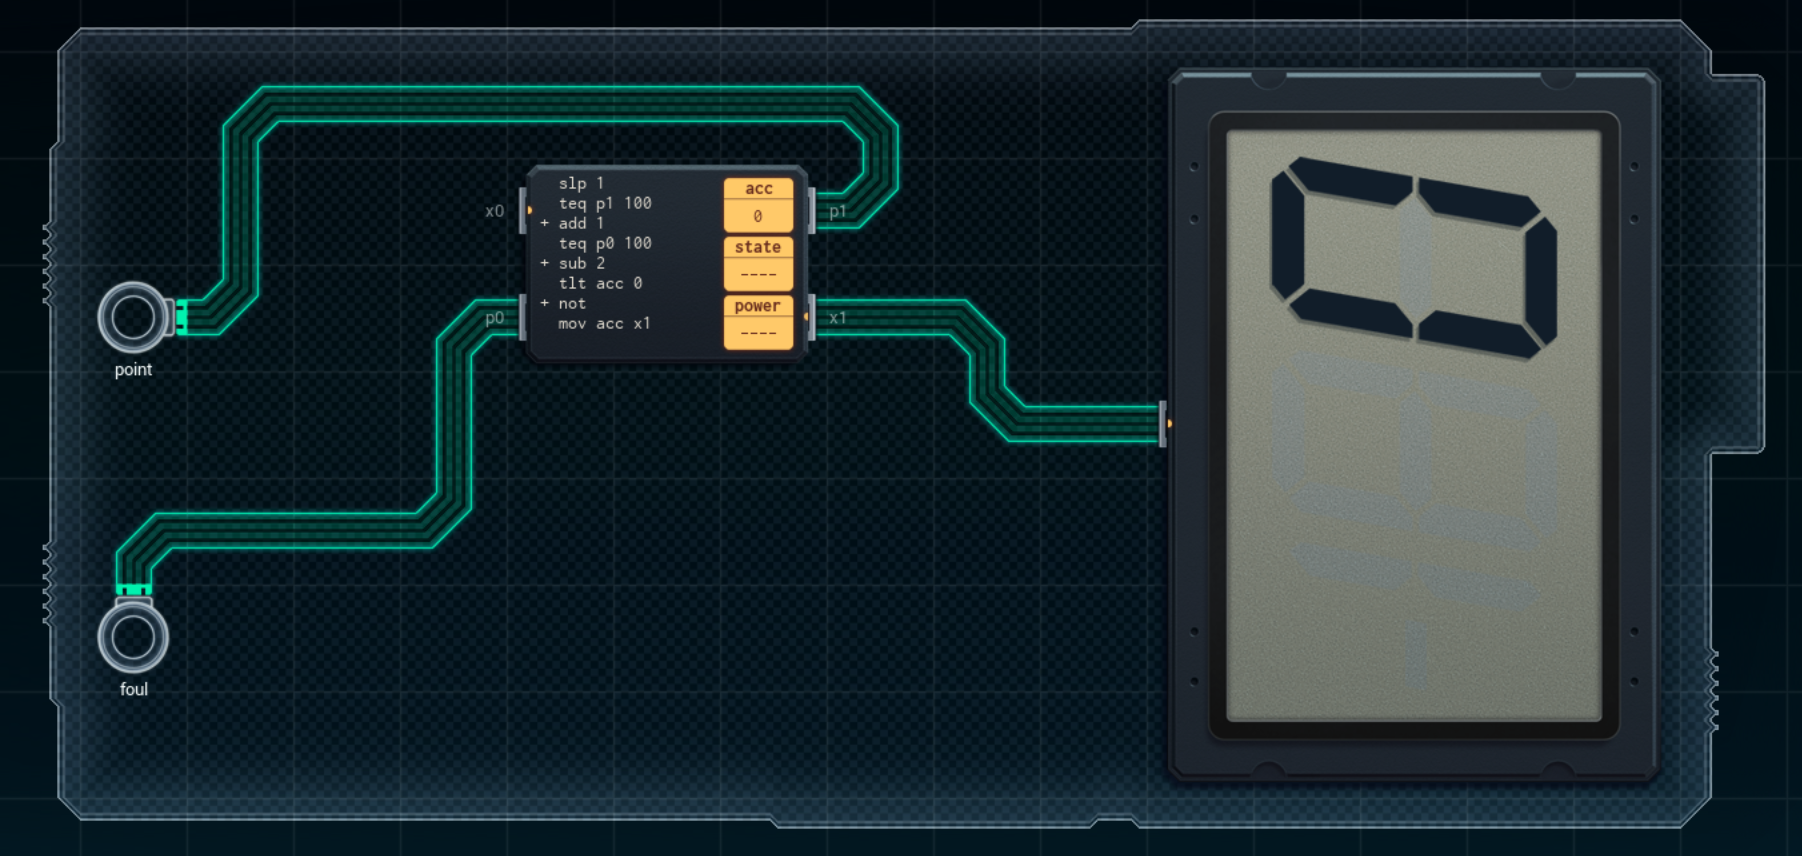 x0
p0
slp 1
teq p1 100
+ add 1
teq p0 100
+ sub 2
tlt acc 0
+ not
mov acc x1
acc
0
state
----
power
----
p1
x1
point
foul
0